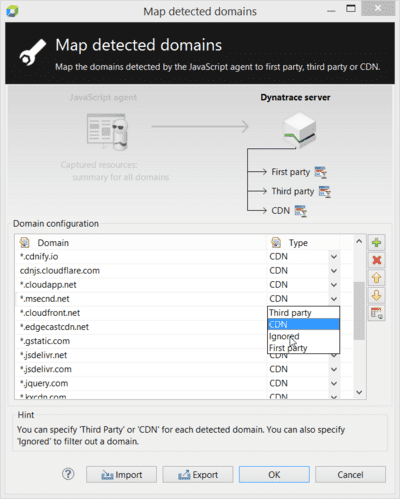 Map detected domains
Map detected domains
Map the domains detected by the JavaScript agent to first party, third party or CDN.
JavaScript agent
Dynatrace server
Captured resources:
summary for all domains
First party
Third party
CDN
Domain configuration
Domain Type
*.cdnify.io CDN
cdnjs.cloudflare.com CDN
*.cloudapp.net CDN
*.msecnd.net CDN
*.cloudfront.net Third party
*.edgecastcdn.net CDN
*.gstatic.com Ignored
First party
*.jsdelivr.net CDN
*.jsdelivr.com CDN
*.jquery.com CDN
*.kxcdn.com CDN
Hint
You can specify 'Third Party' or 'CDN' for each detected domain. You can also specify
'Ignored' to filter out a domain.
? Import Export OK Cancel